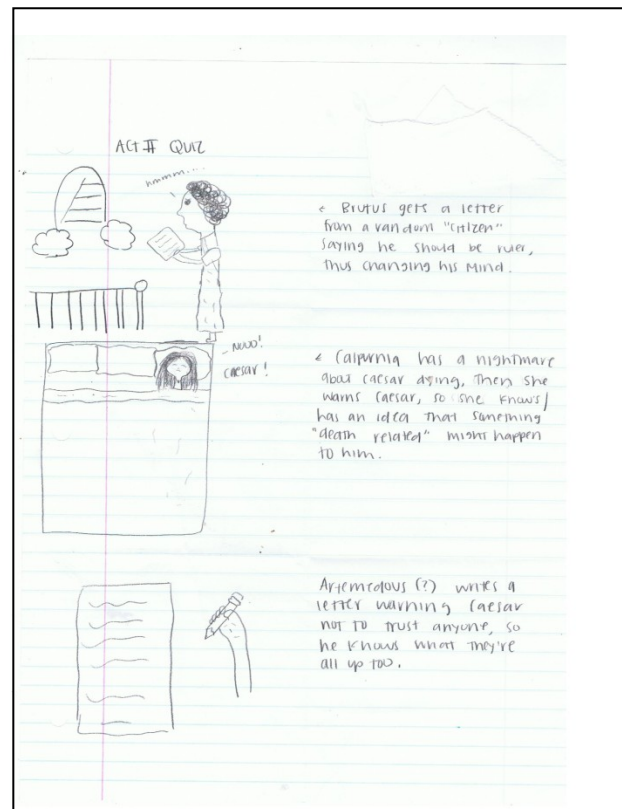 ACT II QUIZ
hmmm....
< Brutus gets a letter
from a random "citizen"
saying he should be ruler,
thus changing his mind.
- Nooo!
caesar!
< Calpurnia has a nightmare
about caesar dying, Then she
warns caesar, so she knows/
has an idea that something
"death related" might happen
to him.
Artemedous (?) writes a
letter warning Caesar
not to trust anyone, so
he knows what they're
all up too.